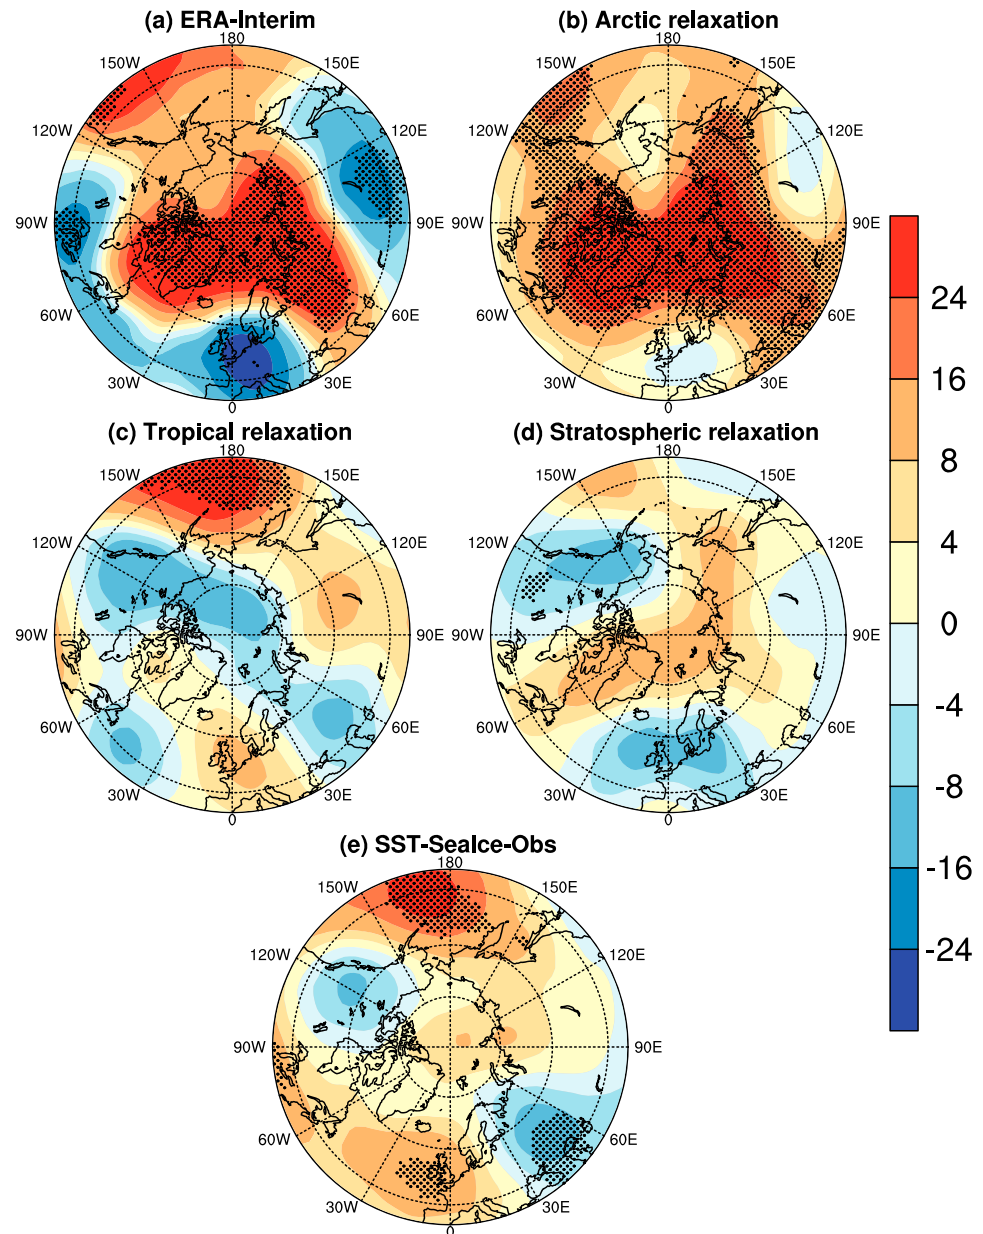 (a) ERA-Interim
(b) Arctic relaxation
180
150W
150E
120W
120E
90W
90E
60W
60E
30W
30E
0
180
150W
150E
120W
120E
90W
90E
60W
60E
30W
30E
0
(c) Tropical relaxation
(d) Stratospheric relaxation
180
150W
150E
120W
120E
90W
90E
60W
60E
30W
30E
0
180
150W
150E
120W
120E
90W
90E
60W
60E
30W
30E
0
(e) SST-SeaIce-Obs
180
150W
150E
120W
120E
90W
90E
60W
60E
30W
30E
0
24
16
8
4
0
-4
-8
-16
-24